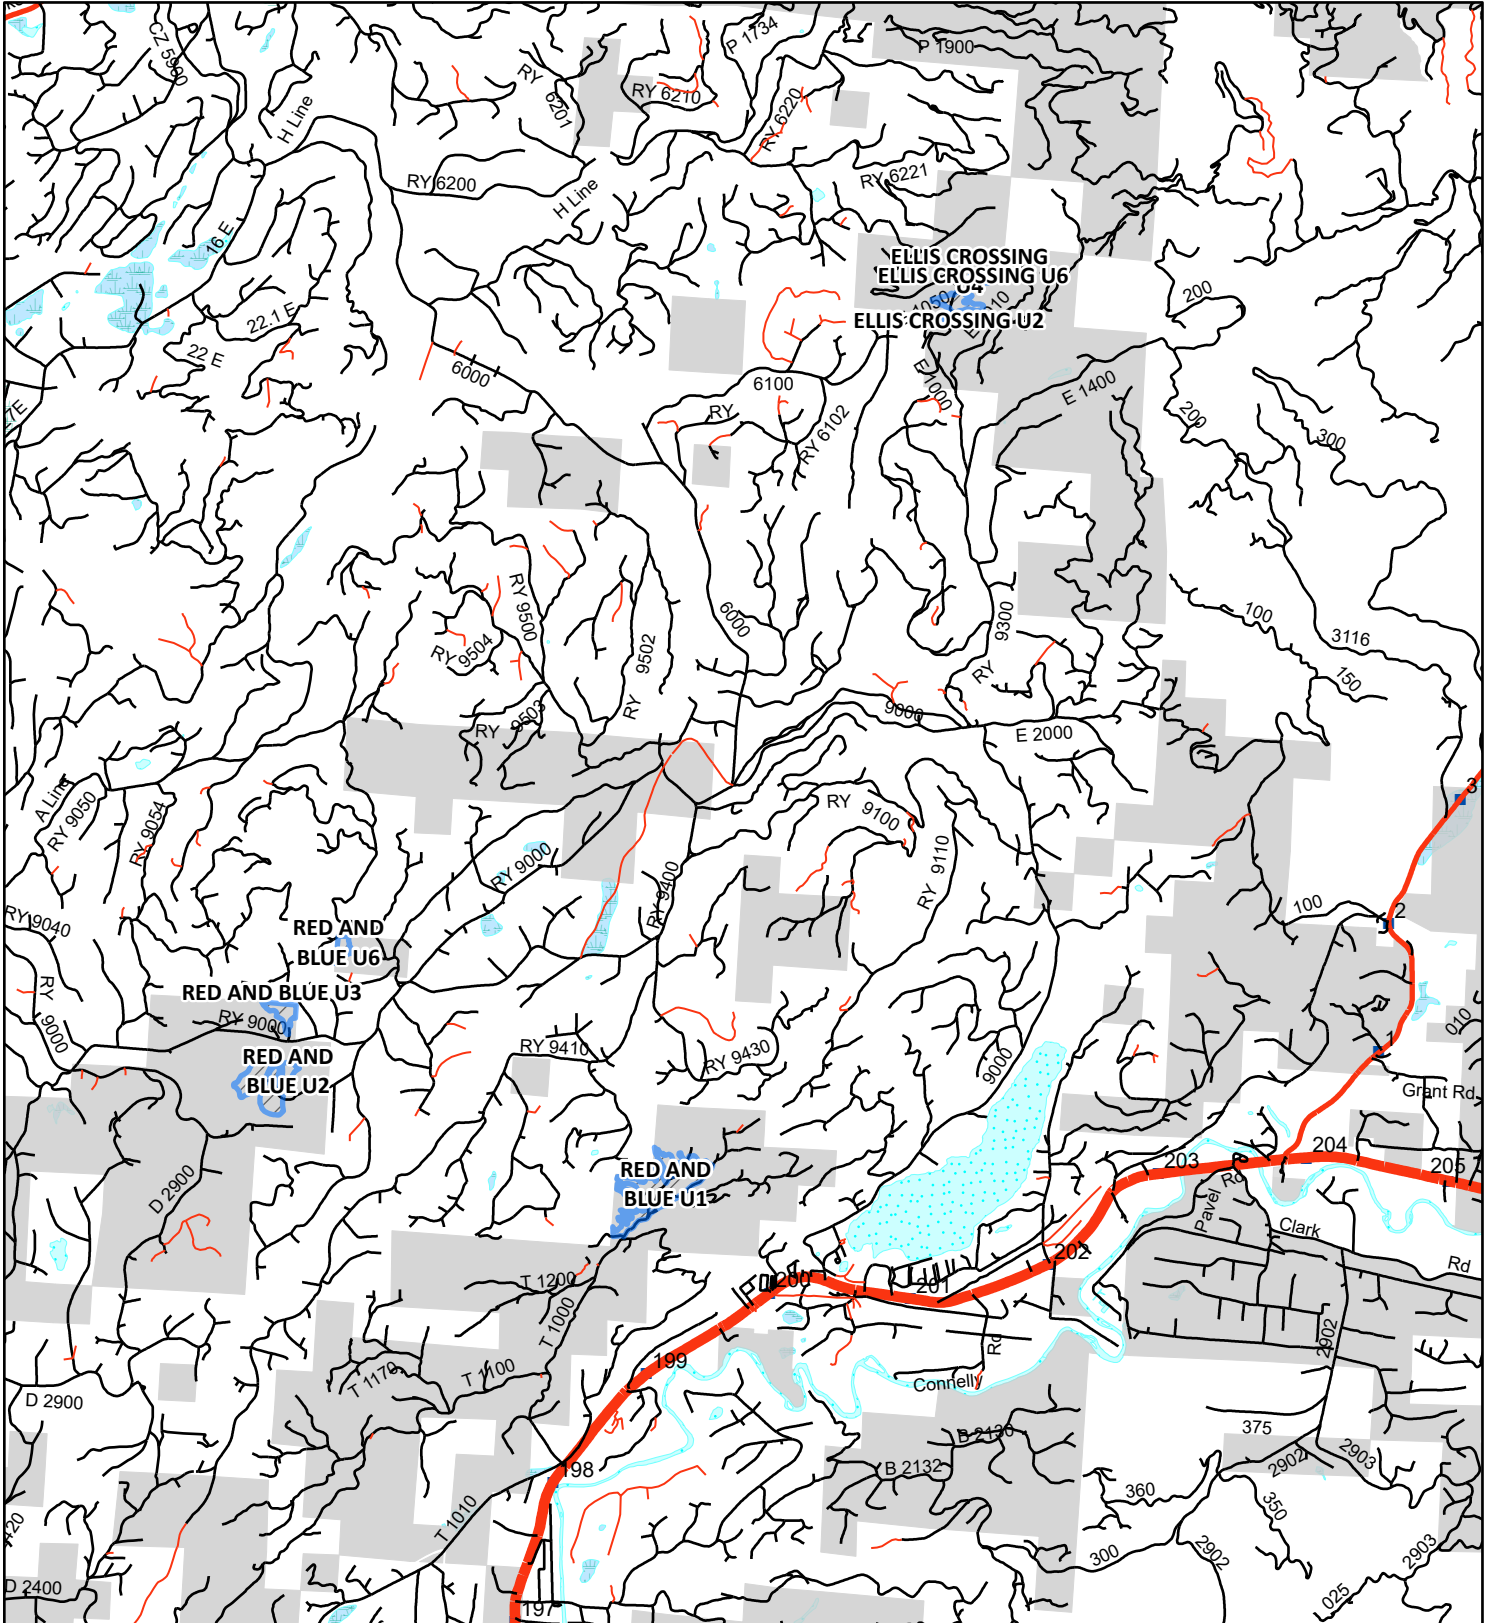 CZ 5900
H Line
RY 6201
RY 6210
P 1734
P 1900
RY 6220
RY 6200
H Line
RY 6221
16 E
ELLIS CROSSING
ELLIS CROSSING U6
U4
ELLIS CROSSING U2
200
22.1 E
22 E
6000
6100
RY
RY 6102
E 1000
E 1400
200
300
RY 9500
RY 9504
RY 9502
6000
RY 9300
100
3116
150
RY 9503
9000
E 2000
3
A Line
RY 9050
RY 9054
RY 9100
RY 9110
RY 9000
RY 9400
RY 9040
RED AND
BLUE U6
100
2
RED AND BLUE U3
RY 9000
RY 9000
010
1
RED AND
BLUE U2
RY 9410
RY 9430
9000
Grant Rd
204
203
205
RED AND
BLUE U1
D 2900
Pavel Rd
Clark Rd
202
T 1200
200
201
T 1000
199
2902
T 1170
T 1100
Connelly Rd
D 2900
375
B 2130
B 2132
2902
2903
198
360
350
T 1010
300
2902
2903
D 2400
197
025